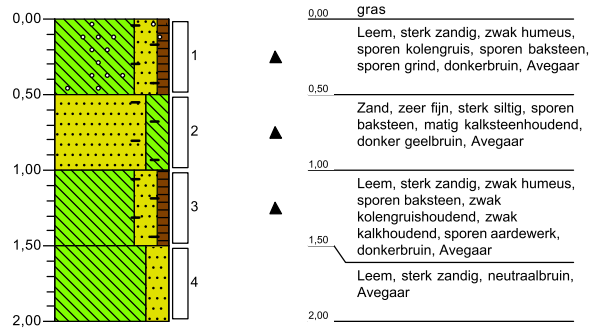 gras
0,00
0,00
Leem, sterk zandig, zwak humeus,
sporen kolengruis, sporen baksteen,
sporen grind, donkerbruin, Avegaar
1
0,50
0,50
Zand, zeer fijn, sterk siltig, sporen
baksteen, matig kalksteenhoudend,
donker geelbruin, Avegaar
2
1,00
1,00
Leem, sterk zandig, zwak humeus,
sporen baksteen, zwak
kolengruishoudend, zwak
kalkhoudend, sporen aardewerk,
donkerbruin, Avegaar
3
1,50
1,50
Leem, sterk zandig, neutraalbruin,
Avegaar
4
2,00
2,00